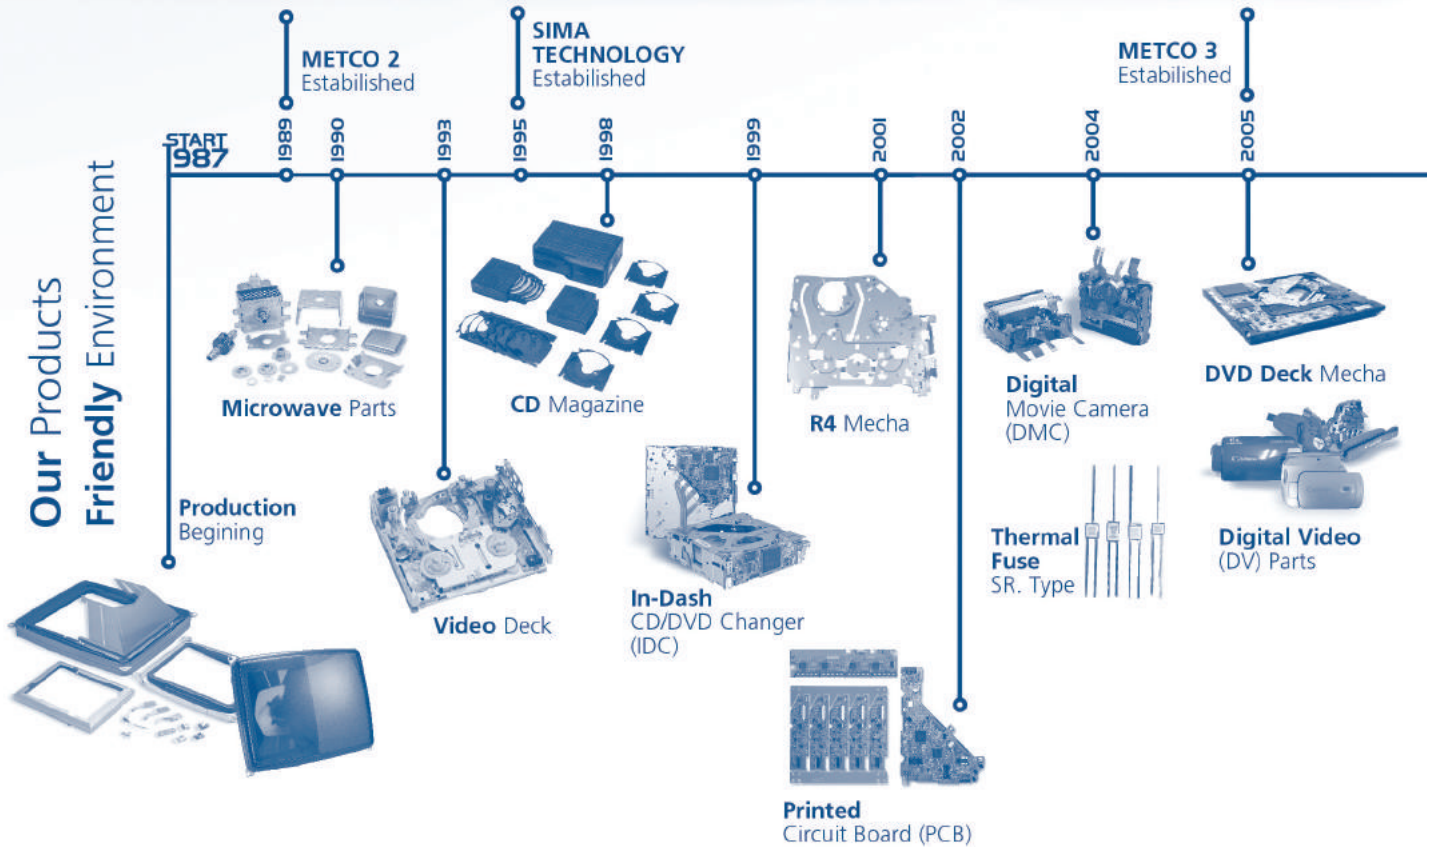 METCO 2
Estabilished
SIMA
TECHNOLOGY
Estabilished
METCO 3
Estabilished
START
1987
1989
1990
1993
1995
1998
1999
2001
2002
2004
2005
Our Products
Friendly Environment
Microwave Parts
CD Magazine
R4 Mecha
Digital
Movie Camera
(DMC)
DVD Deck Mecha
Production
Begining
Video Deck
In-Dash
CD/DVD Changer
(IDC)
Thermal
Fuse
SR. Type
Digital Video
(DV) Parts
Printed
Circuit Board (PCB)